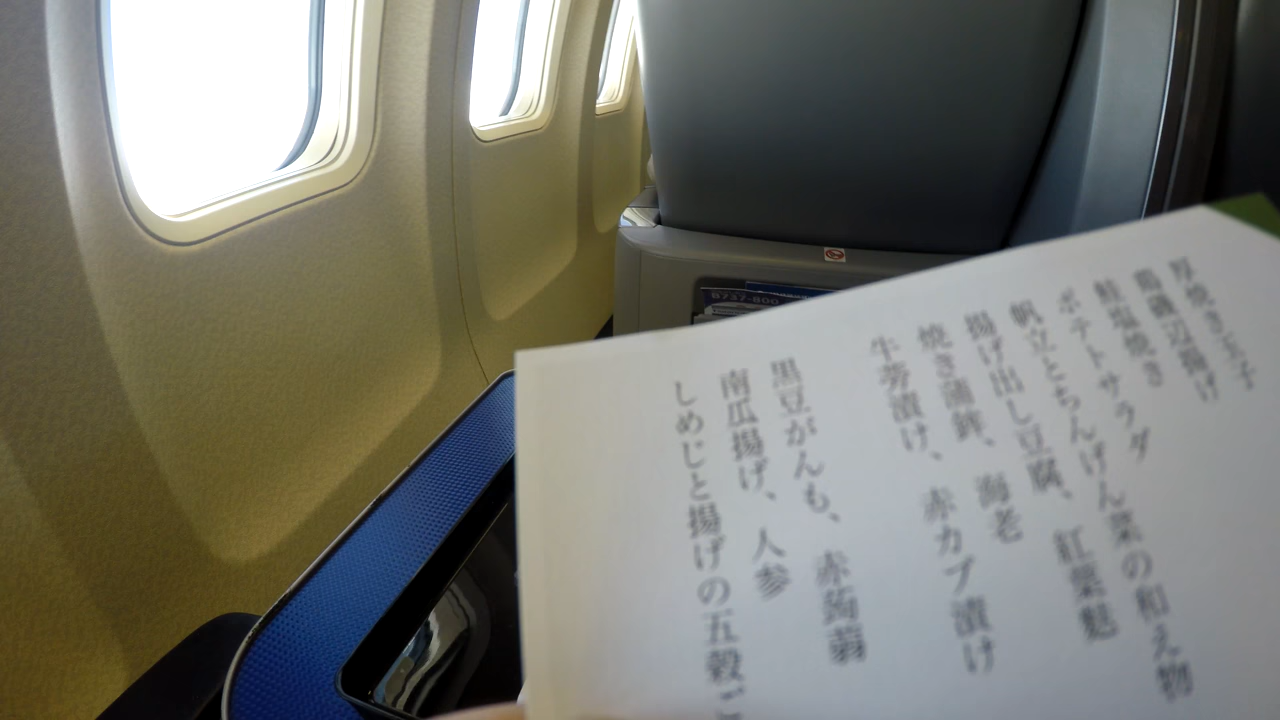 厚焼き玉子
鶏磯辺揚げ
鮭塩焼き
ポテトサラダ
帆立とちんげん菜の和え物
揚げ出し豆腐、紅葉麩
焼き蒲鉾、海老
牛蒡漬け、赤カブ漬け
黒豆がんも、赤蒟蒻
南瓜揚げ、人参
しめじと揚げの五穀ご
B737-800